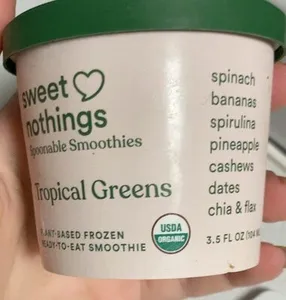 sweet
nothings
Spoonable Smoothies
Tropical Greens
PLANT-BASED FROZEN
READY-TO-EAT SMOOTHIE
USDA
ORGANIC
spinach
bananas
spirulina
pineapple
cashews
dates
chia & flax
3.5 FL OZ (104